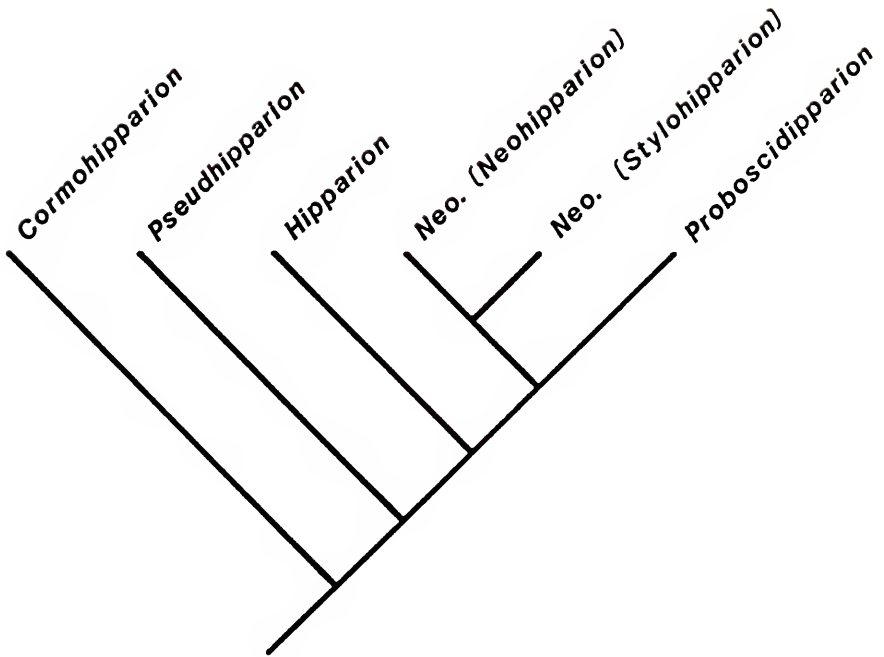 Cormohipparion
Pseudhipparion
Hipparion
Neo. (Neohipparion)
Neo. (Stylohipparion)
Proboscidipparion